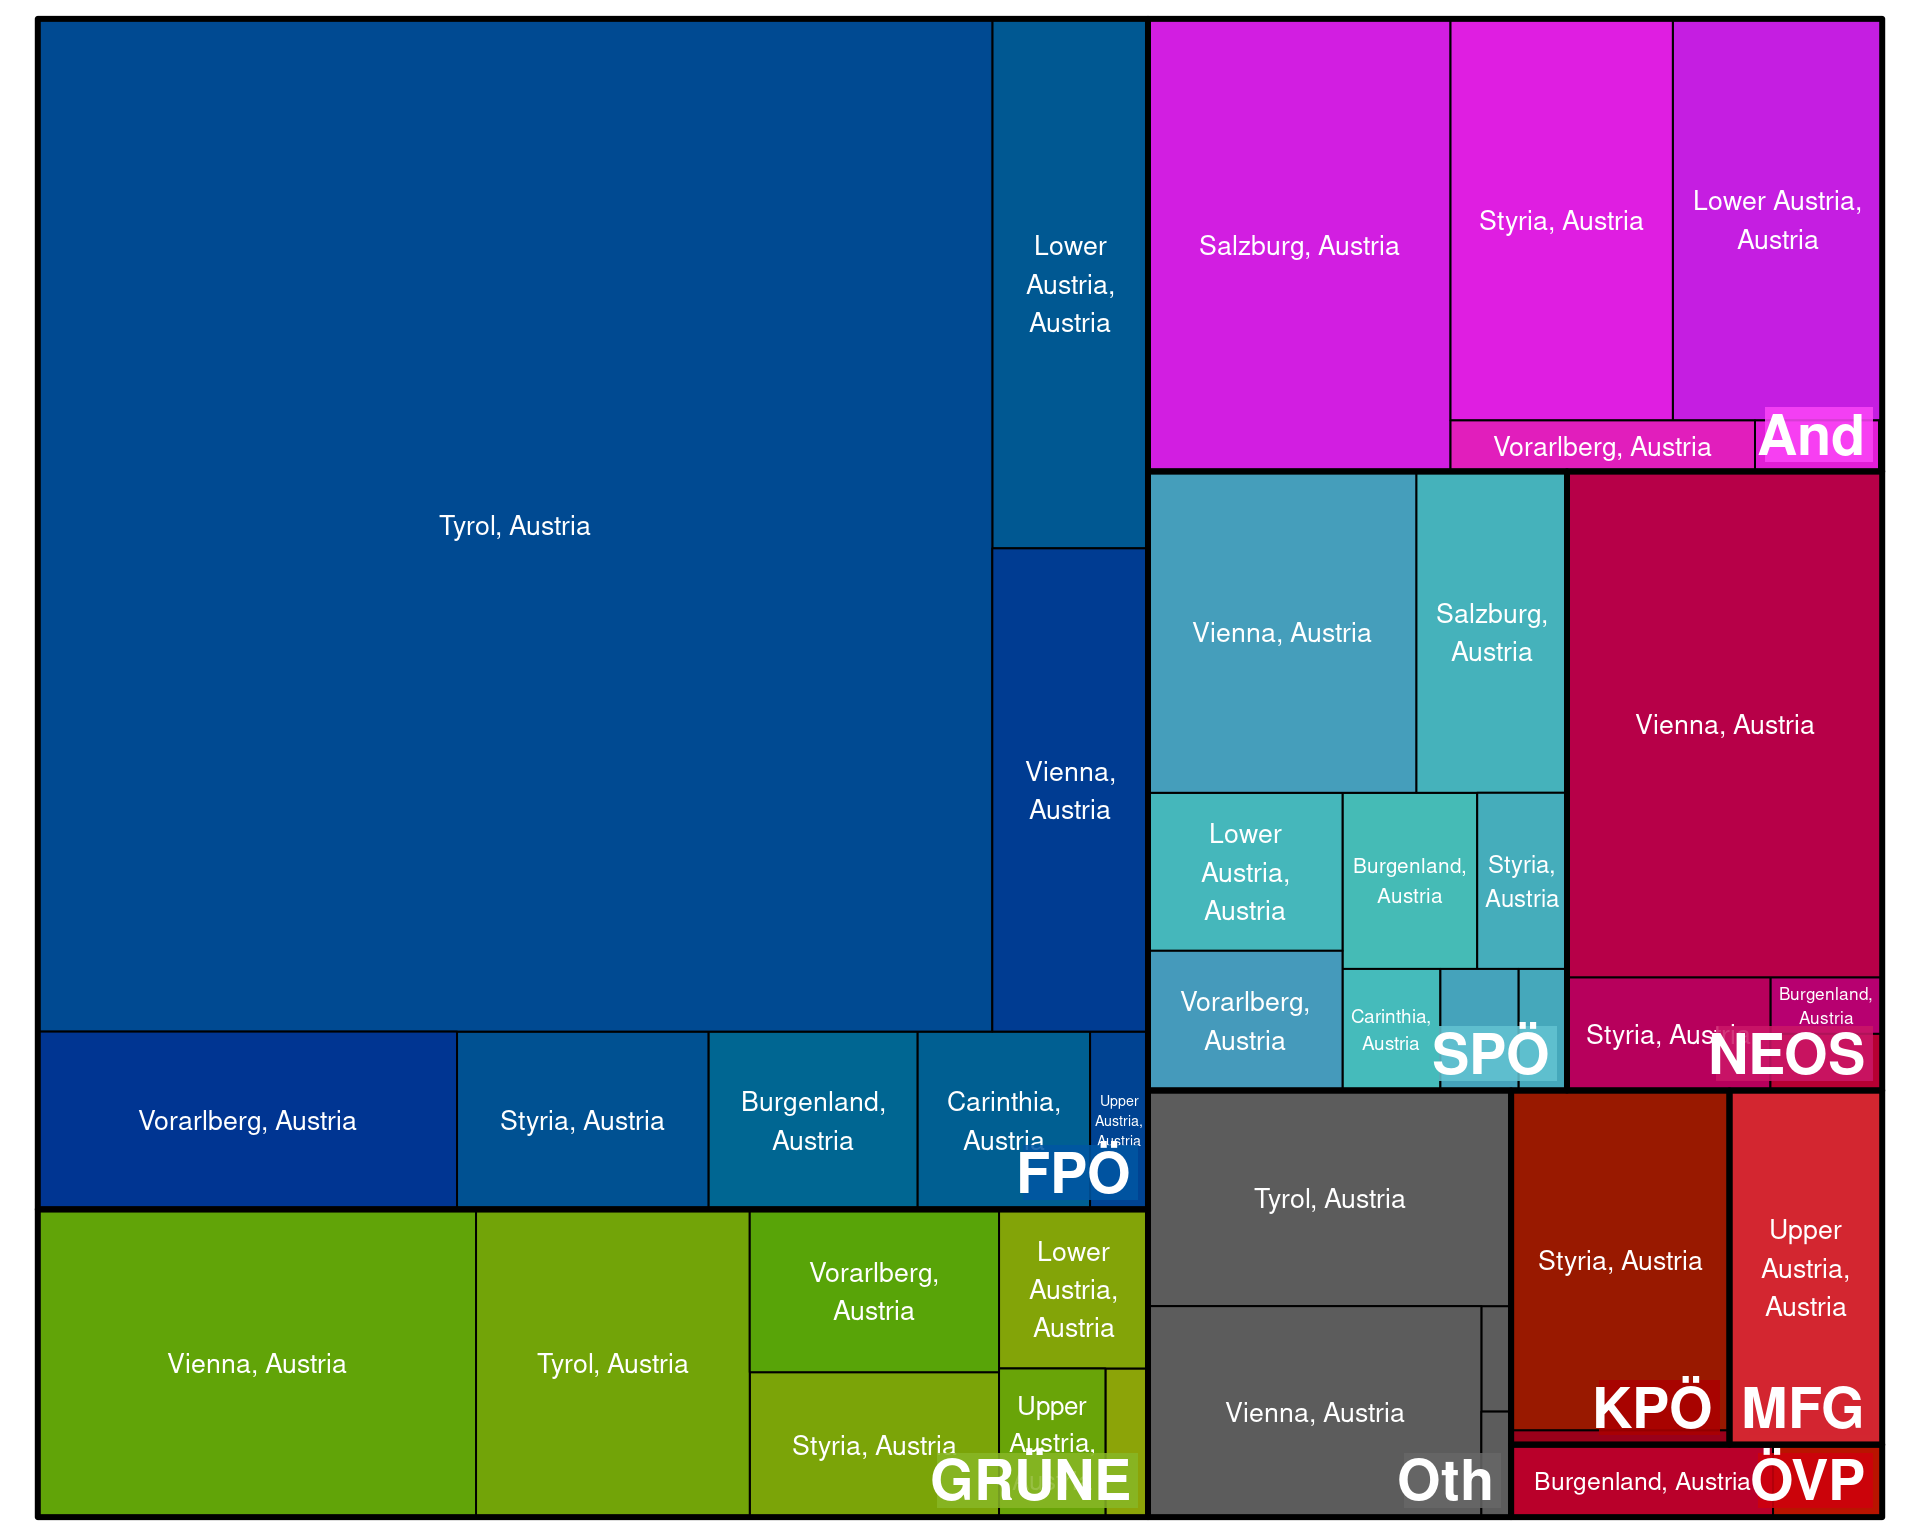 Tyrol, Austria
Lower
Austria,
Austria
Vienna,
Austria
Vorarlberg, Austria
Styria, Austria
Burgenland,
Austria
Carinthia,
Austria
Upper
Austria,
Austria
FPÖ
Vienna, Austria
Tyrol, Austria
Vorarlberg,
Austria
Styria, Austria
Lower
Austria,
Austria
Upper
Austria,
GRÜNE
Salzburg, Austria
Styria, Austria
Lower Austria,
Austria
Vorarlberg, Austria
And
Vienna, Austria
Salzburg,
Austria
Lower
Austria,
Austria
Burgenland,
Austria
Styria,
Austria
Vorarlberg,
Austria
Carinthia,
Austria
SPÖ
Vienna, Austria
Styria, Austria
Burgenland,
Austria
NEOS
Tyrol, Austria
Vienna, Austria
Oth
Styria, Austria
KPÖ
Upper
Austria,
Austria
MFG
Burgenland, Austria
ÖVP